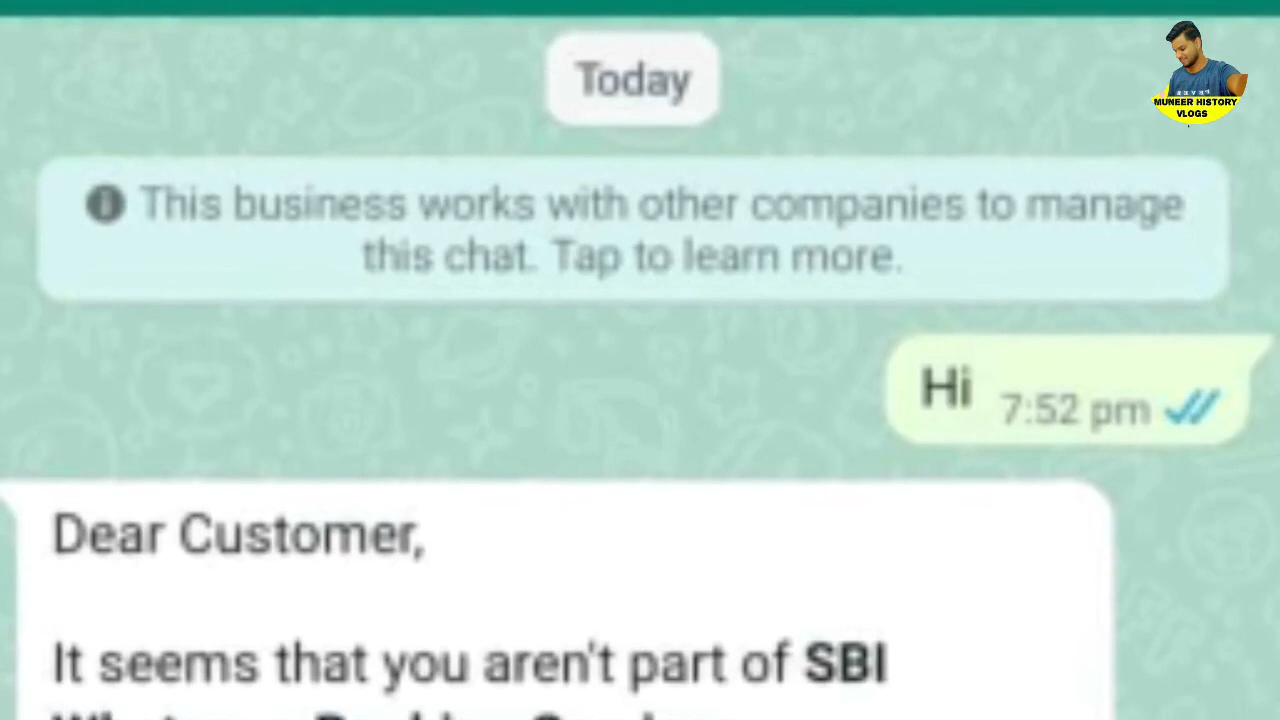 Today
This business works with other companies to manage
this chat. Tap to learn more.
Hi 7:52 pm
Dear Customer,
It seems that you aren't part of SBI
MUNEER HISTORY
VLOGS